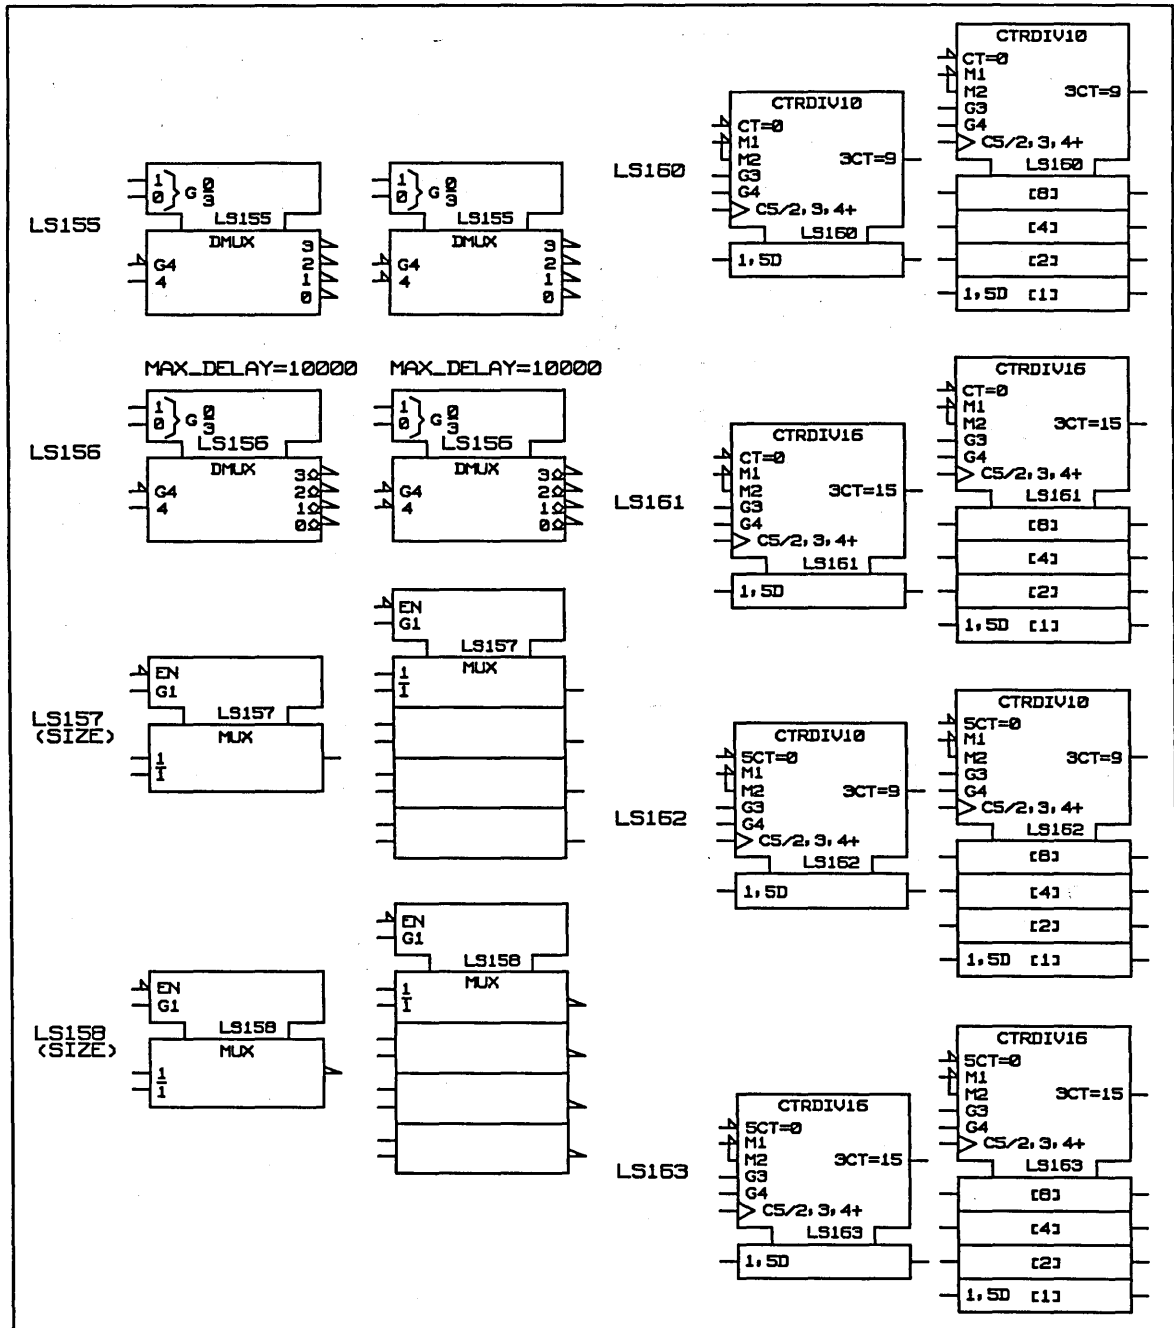 LS155
1
0
G 0
3
LS155
DMUX
G4
4
3
2
1
0
1
0
G 0
3
LS155
DMUX
G4
4
3
2
1
0
MAX_DELAY=10000
MAX_DELAY=10000
LS156
1
0
G 0
3
LS156
DMUX
G4
4
3
2
1
0
1
0
G 0
3
LS156
DMUX
G4
4
3
2
1
0
LS157
(SIZE)
EN
G1
LS157
MUX
1
1
EN
G1
LS157
MUX
1
1
LS158
(SIZE)
EN
G1
LS158
MUX
1
1
EN
G1
LS158
MUX
1
1
LS160
CTRDIV10
CT=0
M1
M2
3CT=9
G3
G4
C5/2,3,4+
LS160
1,5D
CTRDIV10
CT=0
M1
M2
3CT=9
G3
G4
C5/2,3,4+
LS160
[8]
[4]
[2]
1,5D [1]
LS161
CTRDIV16
CT=0
M1
M2
3CT=15
G3
G4
C5/2,3,4+
LS161
1,5D
CTRDIV16
CT=0
M1
M2
3CT=15
G3
G4
C5/2,3,4+
LS161
[8]
[4]
[2]
1,5D [1]
LS162
CTRDIV10
5CT=0
M1
M2
3CT=9
G3
G4
C5/2,3,4+
LS162
1,5D
CTRDIV10
5CT=0
M1
M2
3CT=9
G3
G4
C5/2,3,4+
LS162
[8]
[4]
[2]
1,5D [1]
LS163
CTRDIV16
5CT=0
M1
M2
3CT=15
G3
G4
C5/2,3,4+
LS163
1,5D
CTRDIV16
5CT=0
M1
M2
3CT=15
G3
G4
C5/2,3,4+
LS163
[8]
[4]
[2]
1,5D [1]